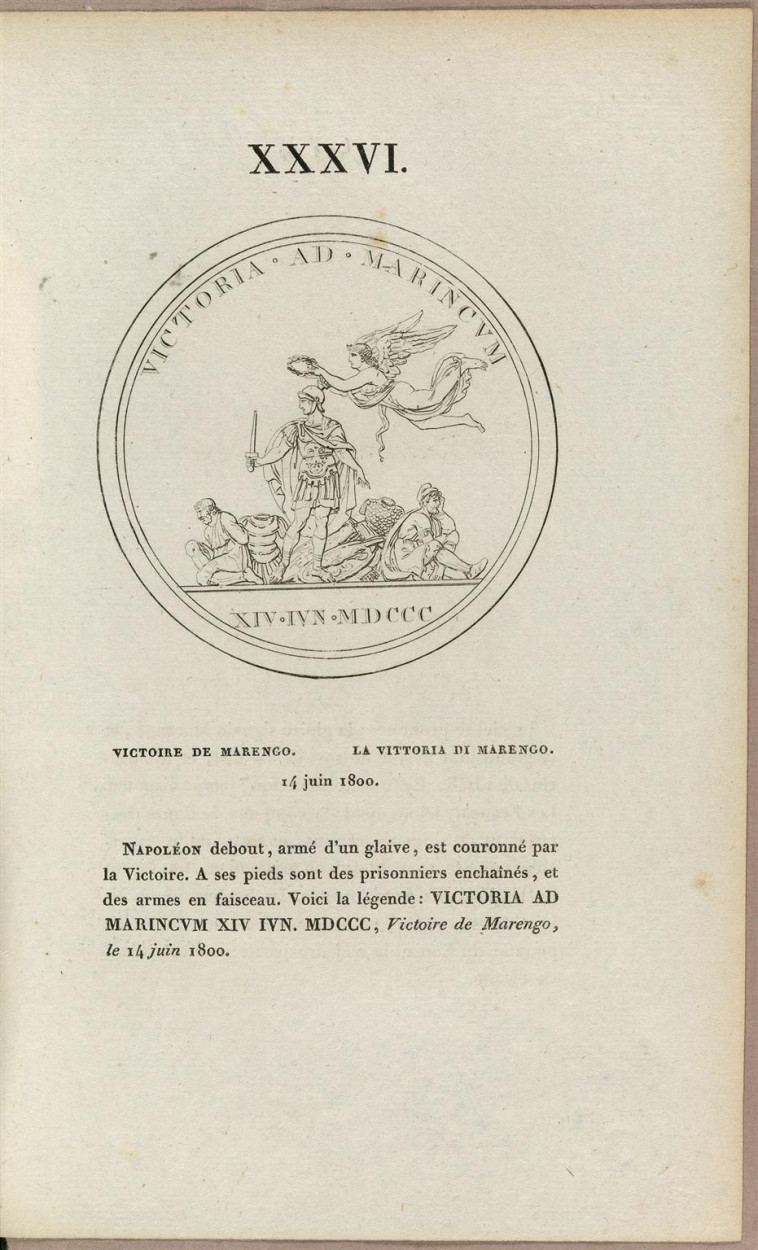 XXXVI.
VICTORIA ∘ AD ∘ MARINCVM
XIV ∘ IVN ∘ MDCCC
VICTOIRE DE MARENGO. LA VITTORIA DI MARENGO.
14 juin 1800.
NAPOLÉON debout, armé d'un glaive, est couronné par
la Victoire. A ses pieds sont des prisonniers enchaînés, et
des armes en faisceau. Voici la légende: VICTORIA AD
MARINCVM XIV IVN. MDCCC, Victoire de Marengo,
le 14 juin 1800.